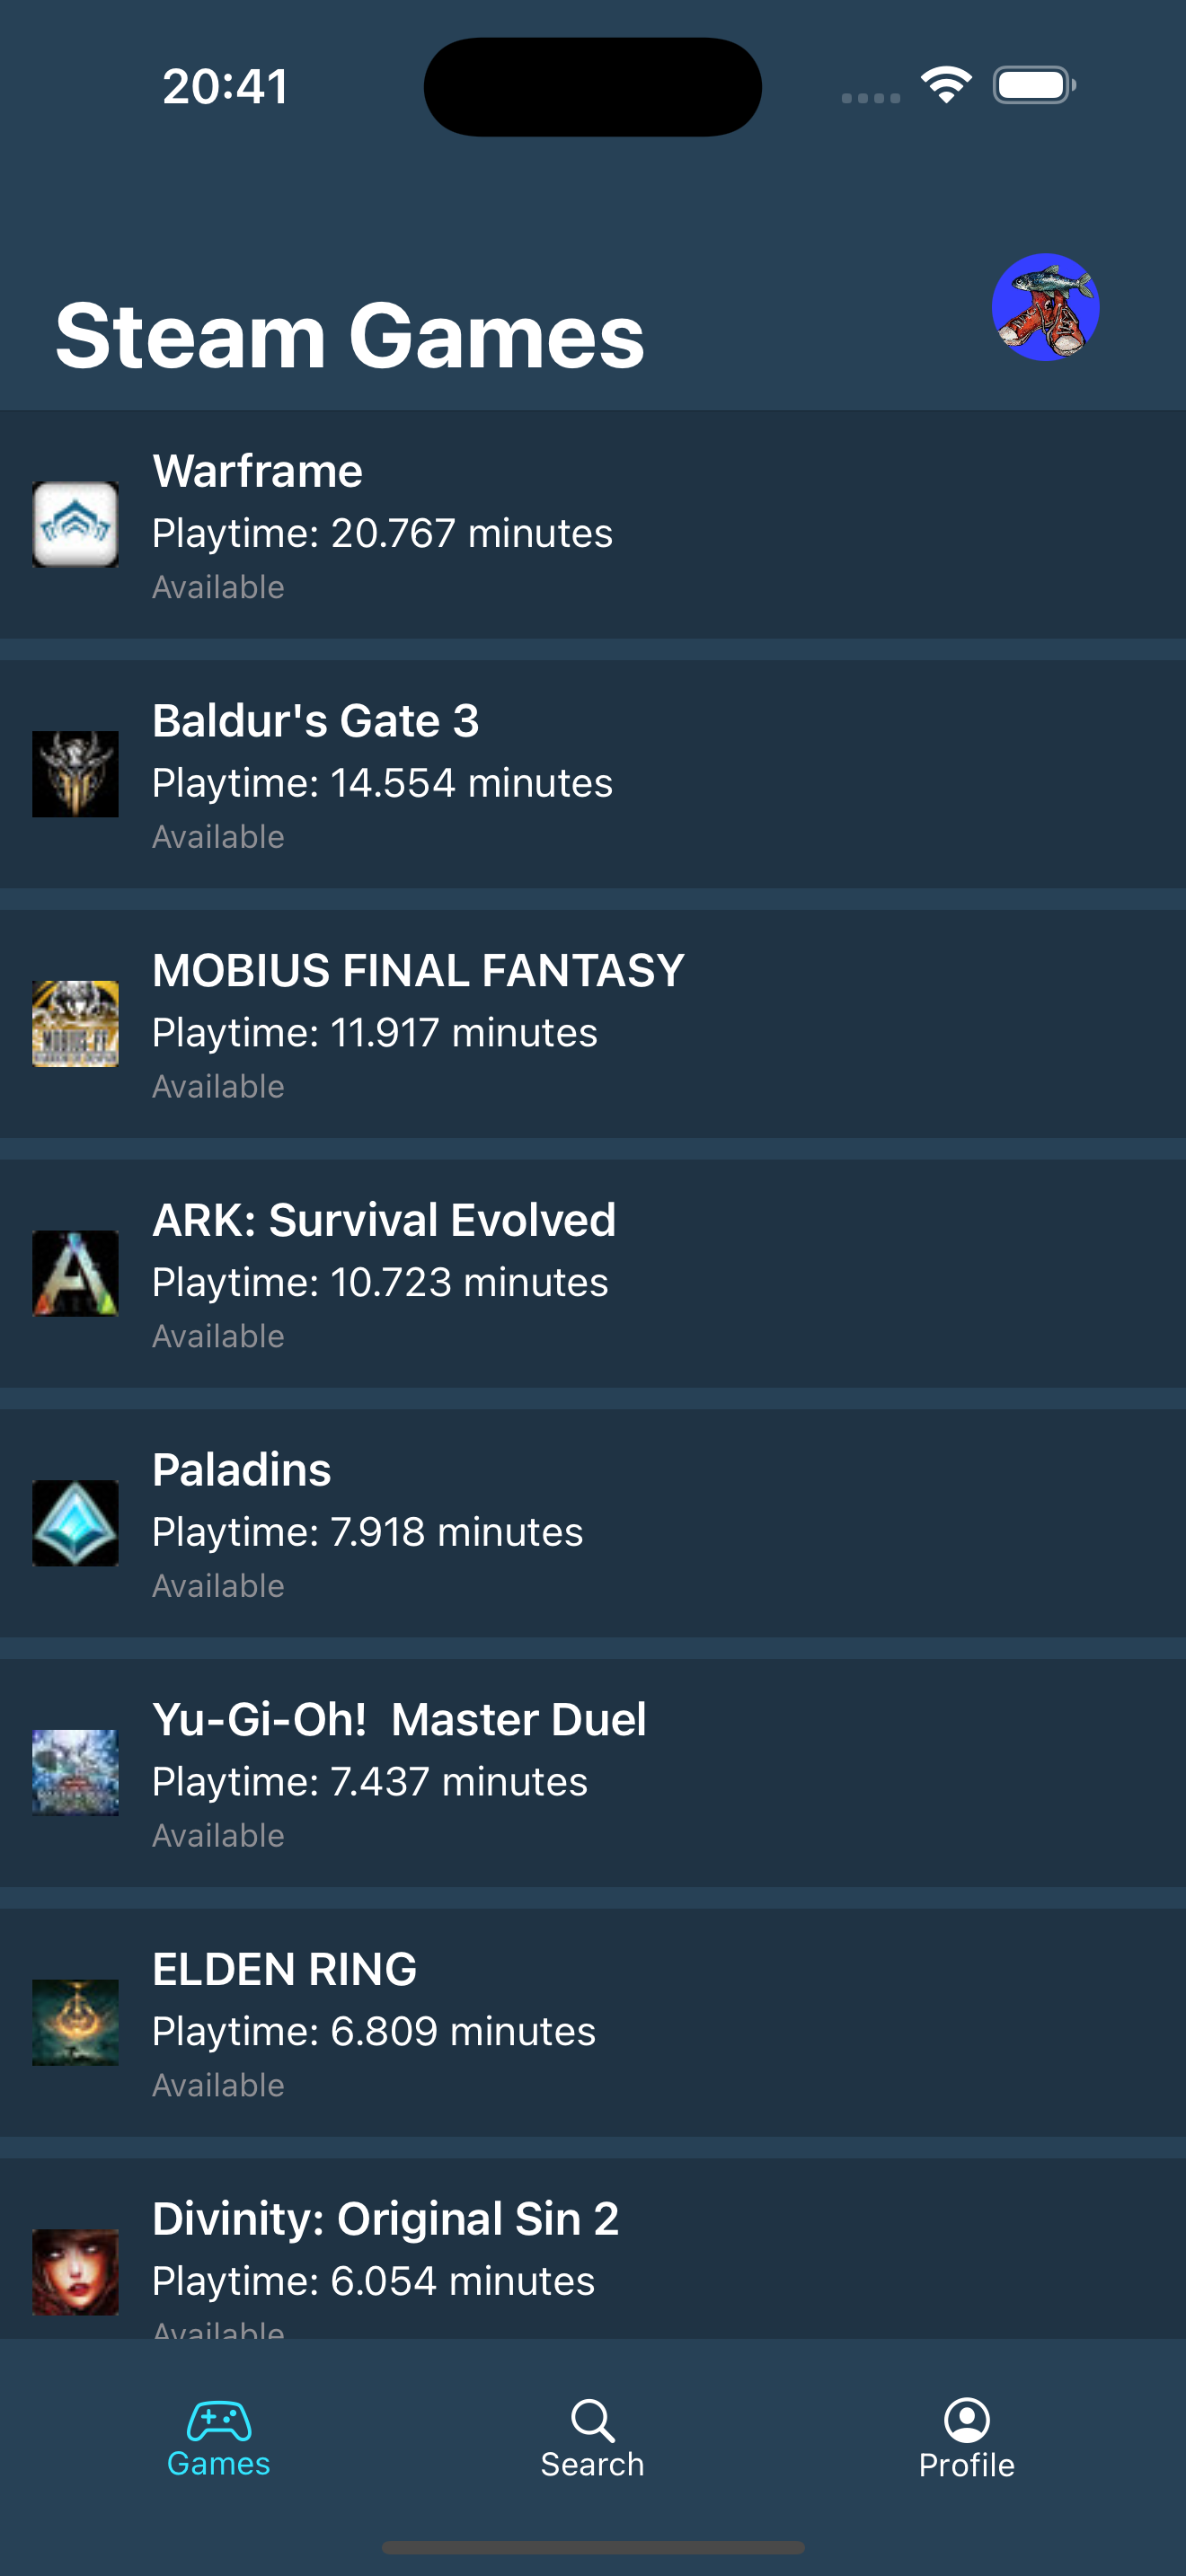 20:41
Steam Games
Warframe
Playtime: 20.767 minutes
Available
Baldur's Gate 3
Playtime: 14.554 minutes
Available
MOBIUS FINAL FANTASY
Playtime: 11.917 minutes
Available
ARK: Survival Evolved
Playtime: 10.723 minutes
Available
Paladins
Playtime: 7.918 minutes
Available
Yu-Gi-Oh!  Master Duel
Playtime: 7.437 minutes
Available
ELDEN RING
Playtime: 6.809 minutes
Available
Divinity: Original Sin 2
Playtime: 6.054 minutes
Available
Games
Search
Profile